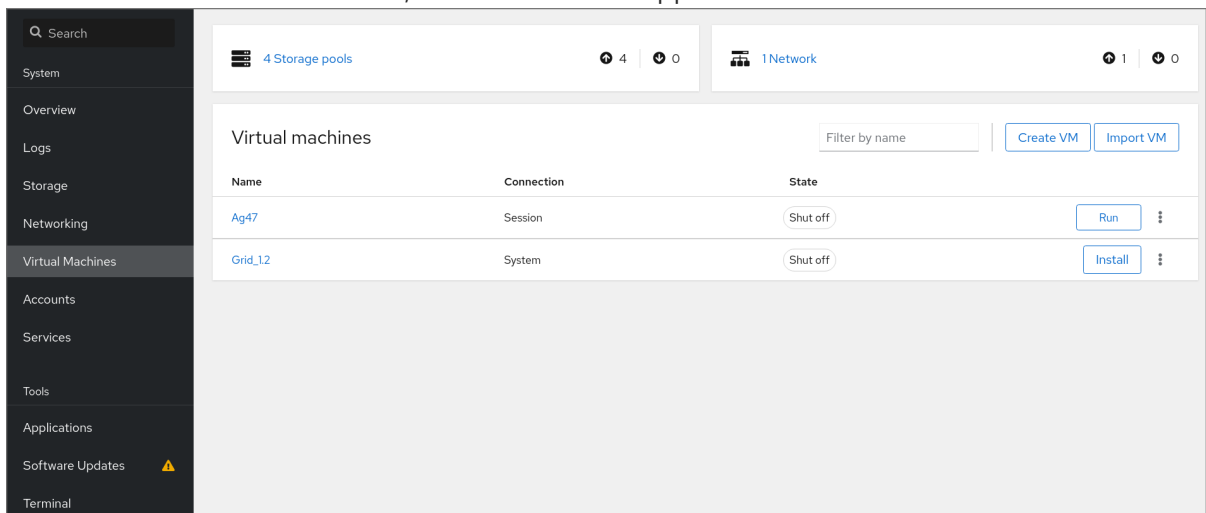 Search
System
Overview
Logs
Storage
Networking
Virtual Machines
Accounts
Services
Tools
Applications
Software Updates
Terminal
4 Storage pools 4 0
1 Network 1 0
Virtual machines
Filter by name
Create VM Import VM
Name Connection State
Ag47 Session Shut off Run
Grid_1.2 System Shut off Install